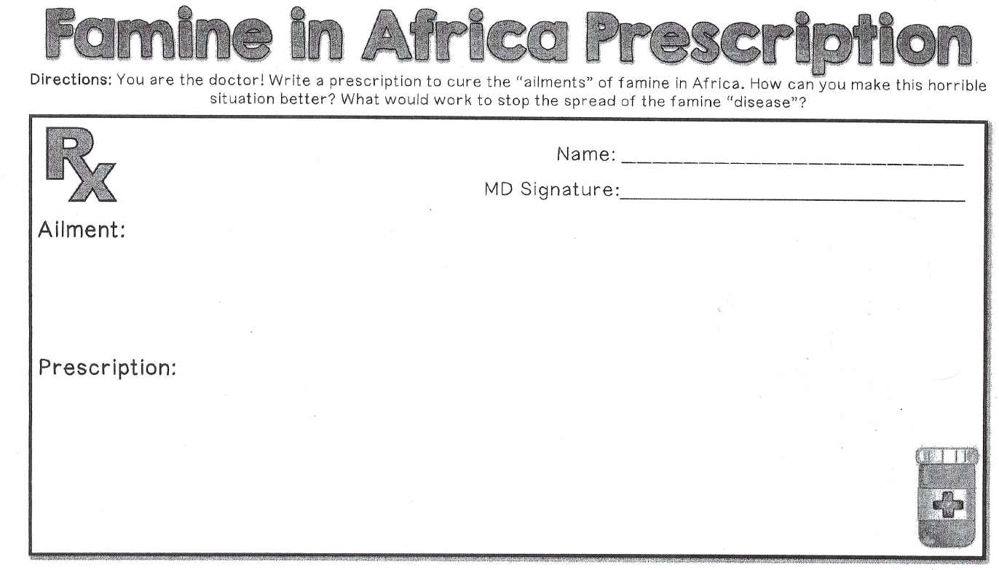 Famine in Africa Prescription
Directions: You are the doctor! Write a prescription to cure the “ailments” of famine in Africa. How can you make this horrible
situation better? What would work to stop the spread of the famine “disease”?
Rx
Name: ______________________
MD Signature:______________________
Ailment:
Prescription: